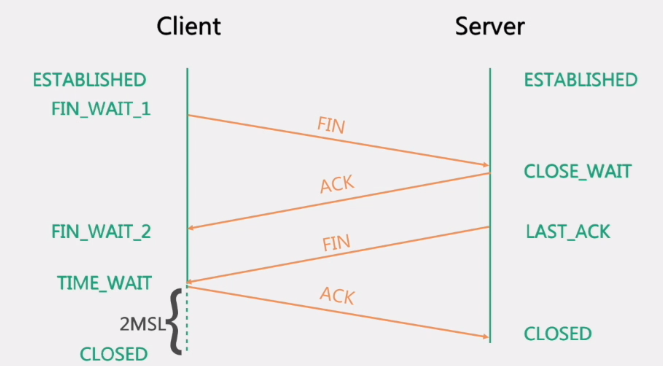 Client
Server
ESTABLISHED
ESTABLISHED
FIN_WAIT_1
FIN
CLOSE_WAIT
ACK
FIN_WAIT_2
LAST_ACK
FIN
TIME_WAIT
ACK
2MSL
CLOSED
CLOSED